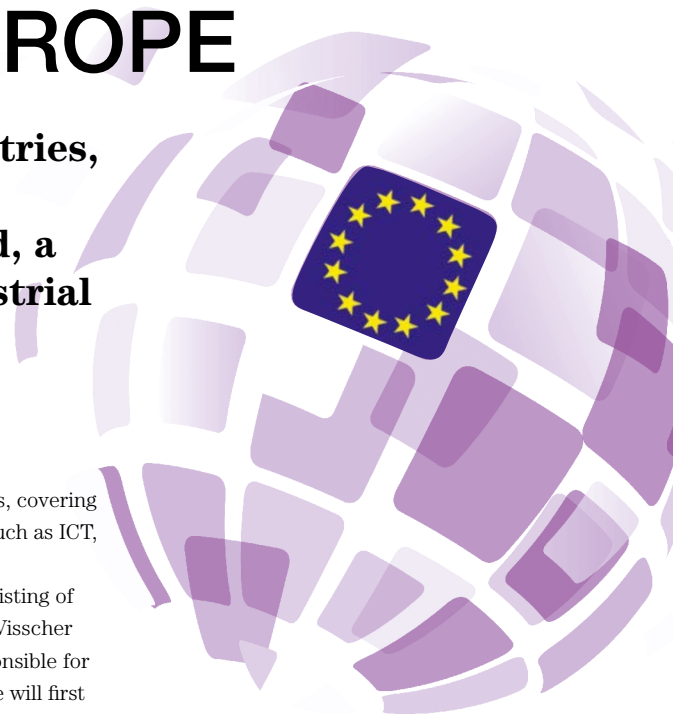 ROPE
tries,
d, a
strial
s, covering
uch as ICT,
isting of
Visscher
onsible for
e will first